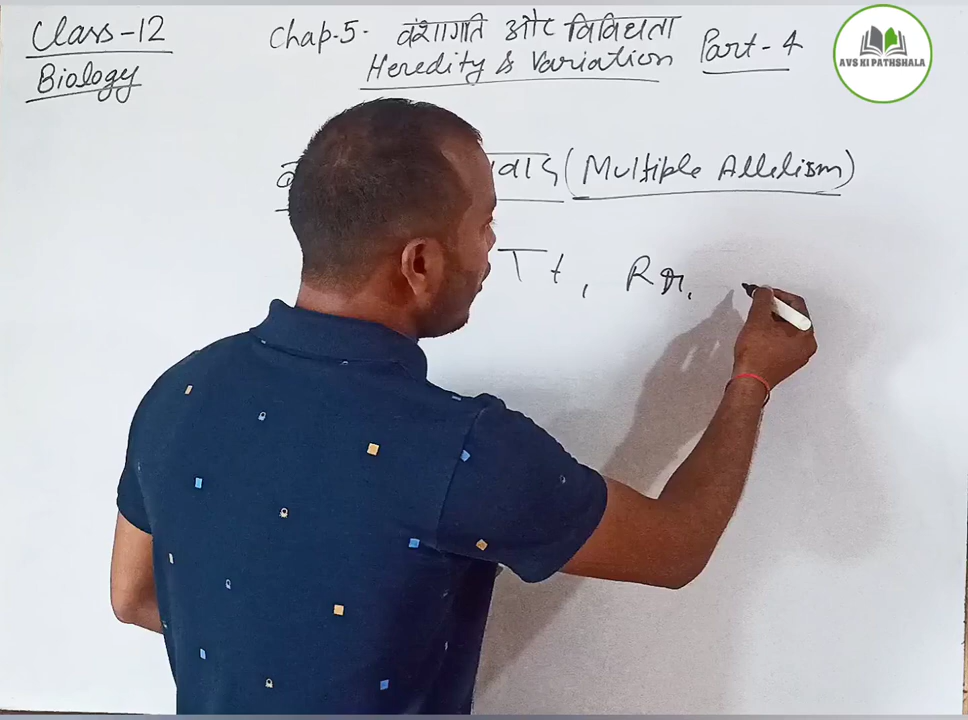 Class-12
Biology
Chap-5. वंशागति और विविधता
Heredity & Variation Part-4
AVS KI PATHSHALA
(Multiple Allelism)
Tt, Rr,